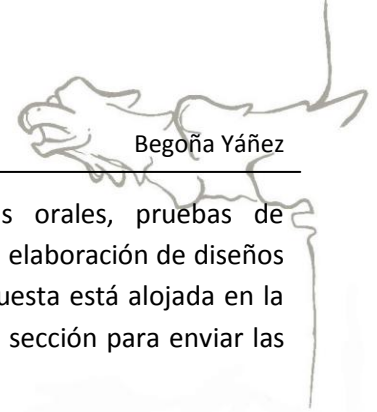 Begoña Yáñez
s orales, pruebas de
elaboración de diseños
uesta está alojada en la
sección para enviar las